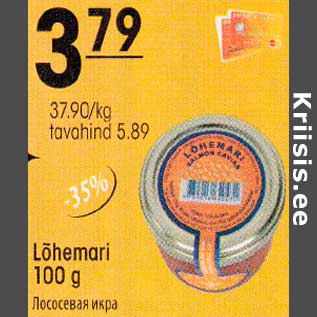 3 79
37.90/kg
tavahind 5.89
-35%
LÕHEMARI
SALMON CAVIAR
Lõhemari
100 g
Лососевая икра
Kriisis.ee